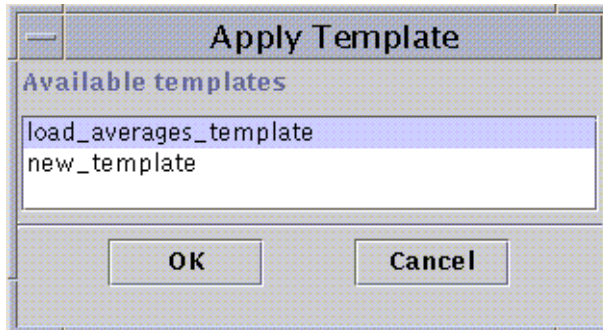 Apply Template
Available templates
load_averages_template
new_template
OK Cancel